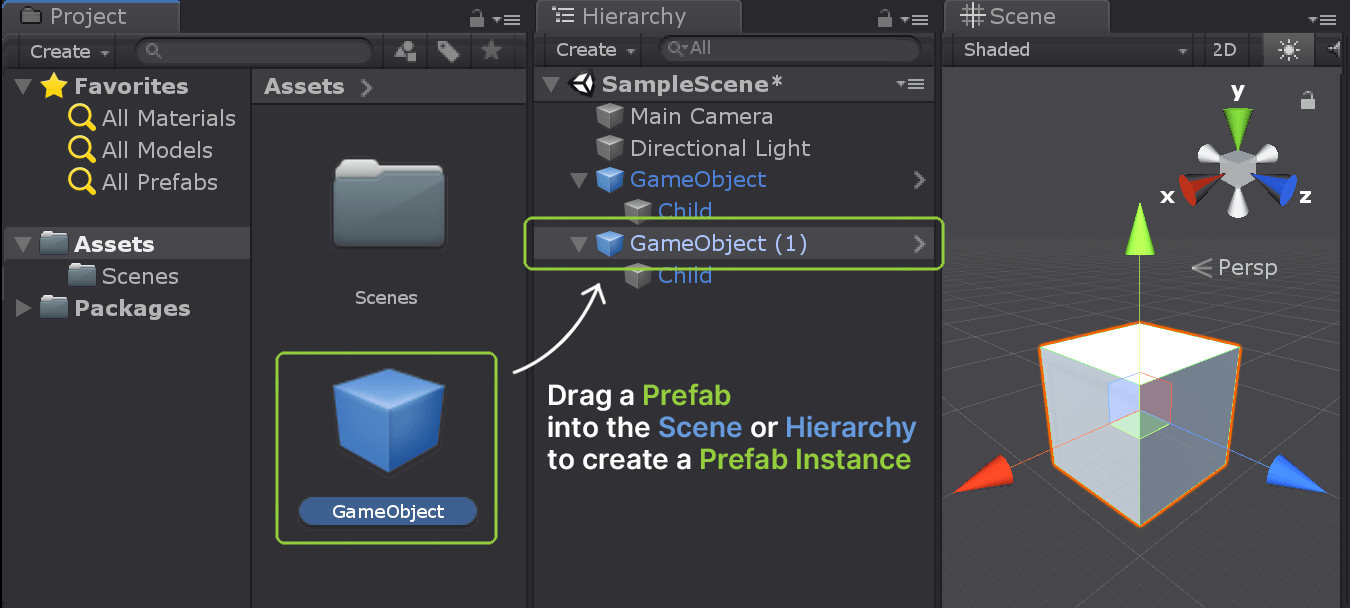 Project
Create
Favorites
All Materials
All Models
All Prefabs
Assets
Scenes
Packages
Assets
Scenes
GameObject
Hierarchy
Create
All
SampleScene*
Main Camera
Directional Light
GameObject
Child
GameObject (1)
Child
Drag a Prefab
into the Scene or Hierarchy
to create a Prefab Instance
Scene
Shaded
2D
y
x
z
Persp